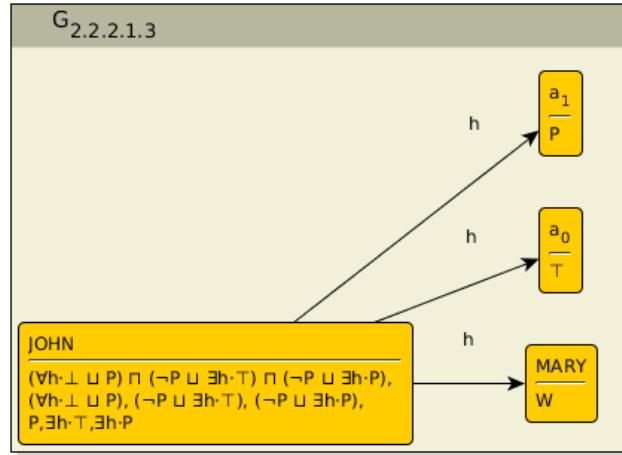 G2.2.2.1.3
a1
P
h
a0
⊤
h
h
JOHN
(∀h·⊥ ⊔ P) ⊓ (¬P ⊔ ∃h·⊤) ⊓ (¬P ⊔ ∃h·P),
(∀h·⊥ ⊔ P), (¬P ⊔ ∃h·⊤), (¬P ⊔ ∃h·P),
P,∃h·⊤,∃h·P
MARY
W